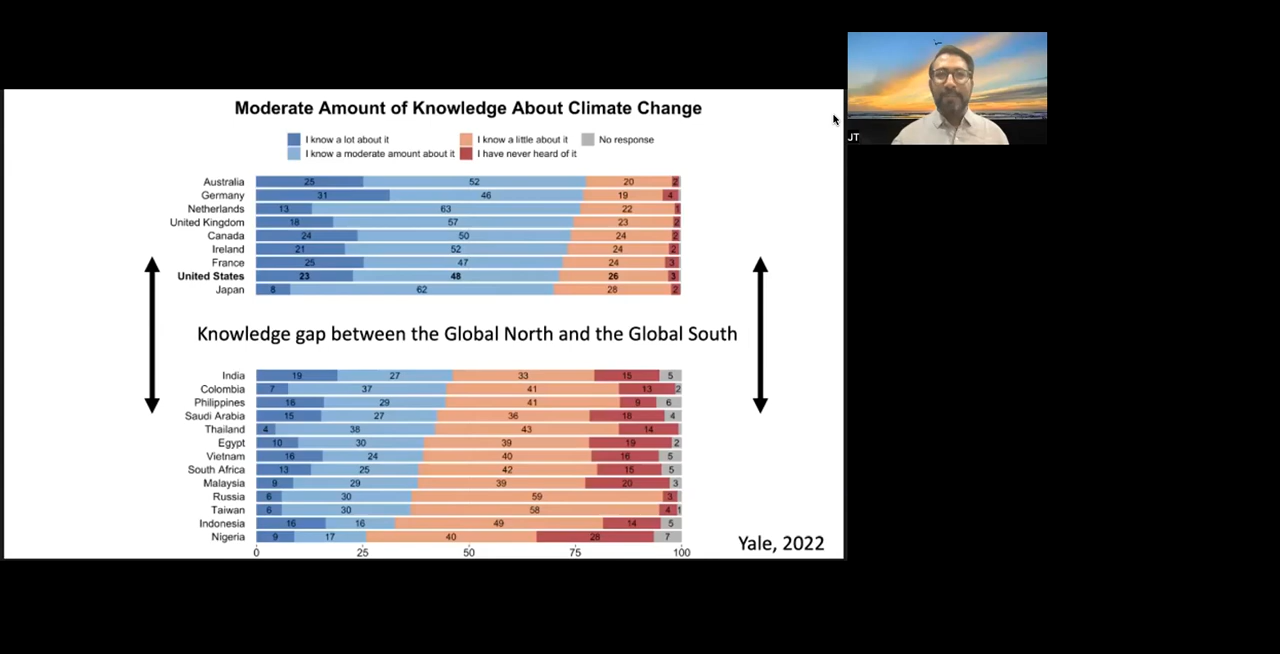 Moderate Amount of Knowledge About Climate Change
I know a lot about it
I know a little about it
No response
I know a moderate amount about it
I have never heard of it
Australia 25 52 20 2
Germany 31 46 19 4
Netherlands 13 63 22 1
United Kingdom 18 57 23 2
Canada 24 50 24 2
Ireland 21 52 24 2
France 25 47 24 3
United States 23 48 26 3
Japan 8 62 28 2
Knowledge gap between the Global North and the Global South
India 19 27 33 15 5
Colombia 7 37 41 13 2
Philippines 16 29 41 9 6
Saudi Arabia 15 27 36 18 4
Thailand 4 38 43 14
Egypt 10 30 39 19 2
Vietnam 16 24 40 16 5
South Africa 13 25 42 15 5
Malaysia 9 29 39 20 3
Russia 6 30 59 3
Taiwan 6 30 58 4 1
Indonesia 16 16 49 14 5
Nigeria 9 17 40 28 7
0 25 50 75 100
Yale, 2022
JT